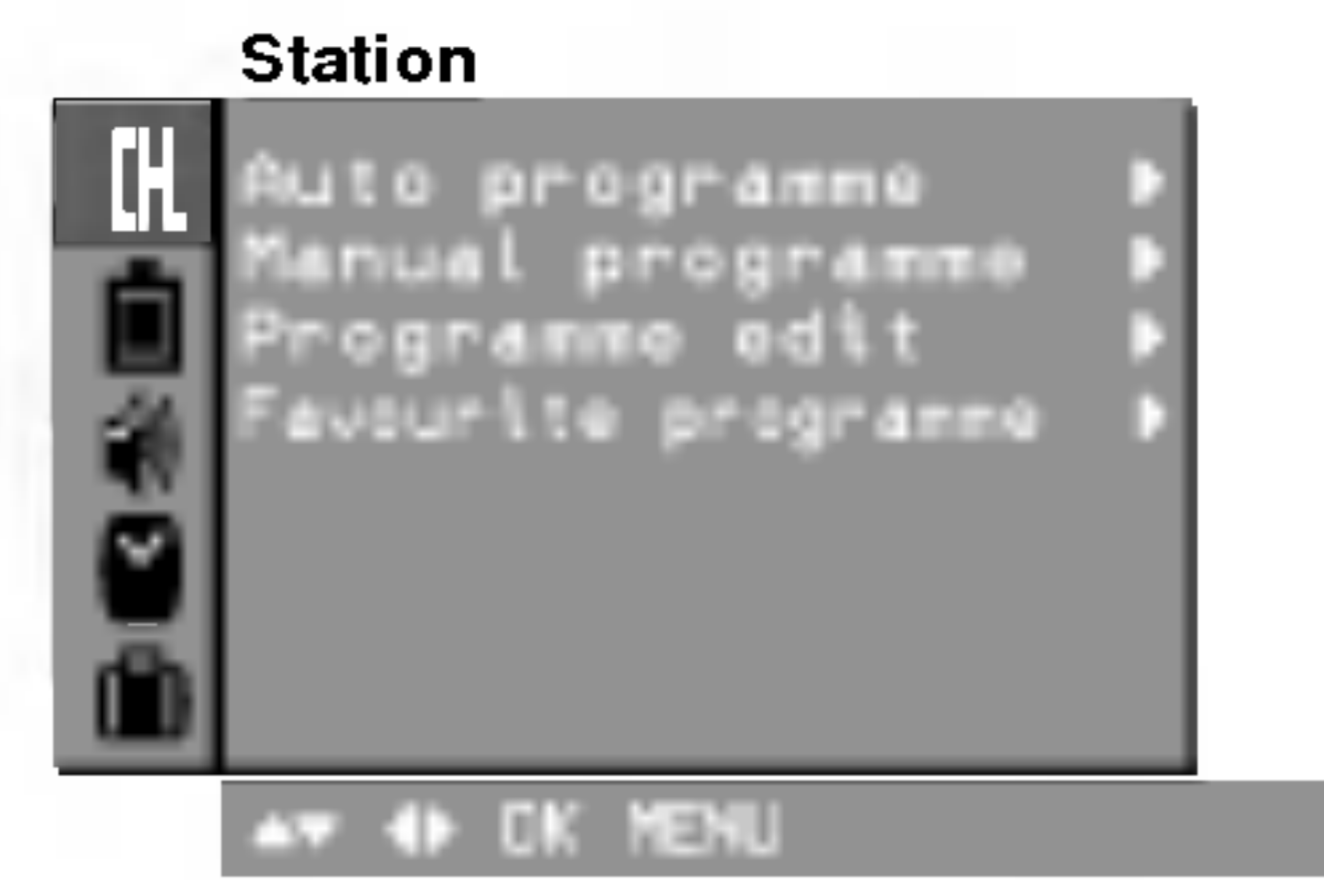 Station
CH
Auto programme
Manual programme
Programme edit
Favourite programme
▲▼ ◀▶ OK MENU